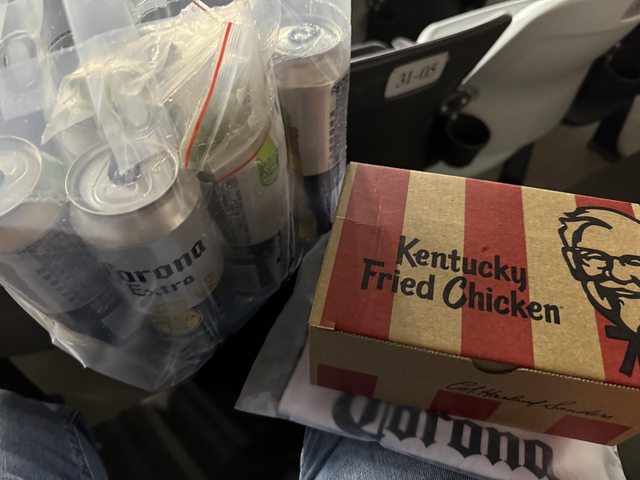 31-05
Corona
Extra
Kentucky
Fried Chicken
Col Harland Sanders
Corona